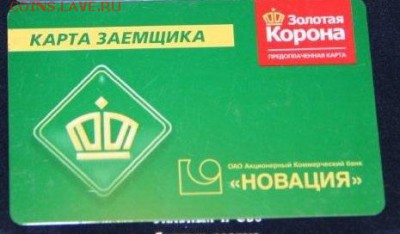 COINS.LAVE.RU
КАРТА ЗАЕМЩИКА
Золотая
Корона
ПРЕДОПЛАЧЕННАЯ КАРТА
ОАО Акционерный Коммерческий банк
«НОВАЦИЯ»